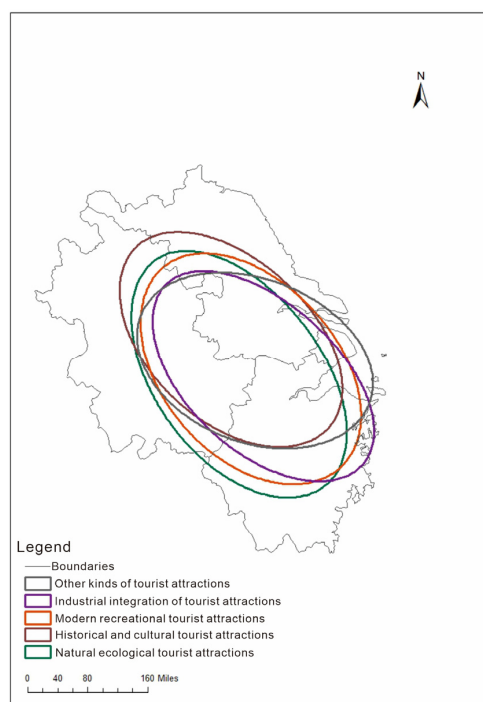 N
Legend
Boundaries
Other kinds of tourist attractions
Industrial integration of tourist attractions
Modern recreational tourist attractions
Historical and cultural tourist attractions
Natural ecological tourist attractions
0 40 80 160 Miles